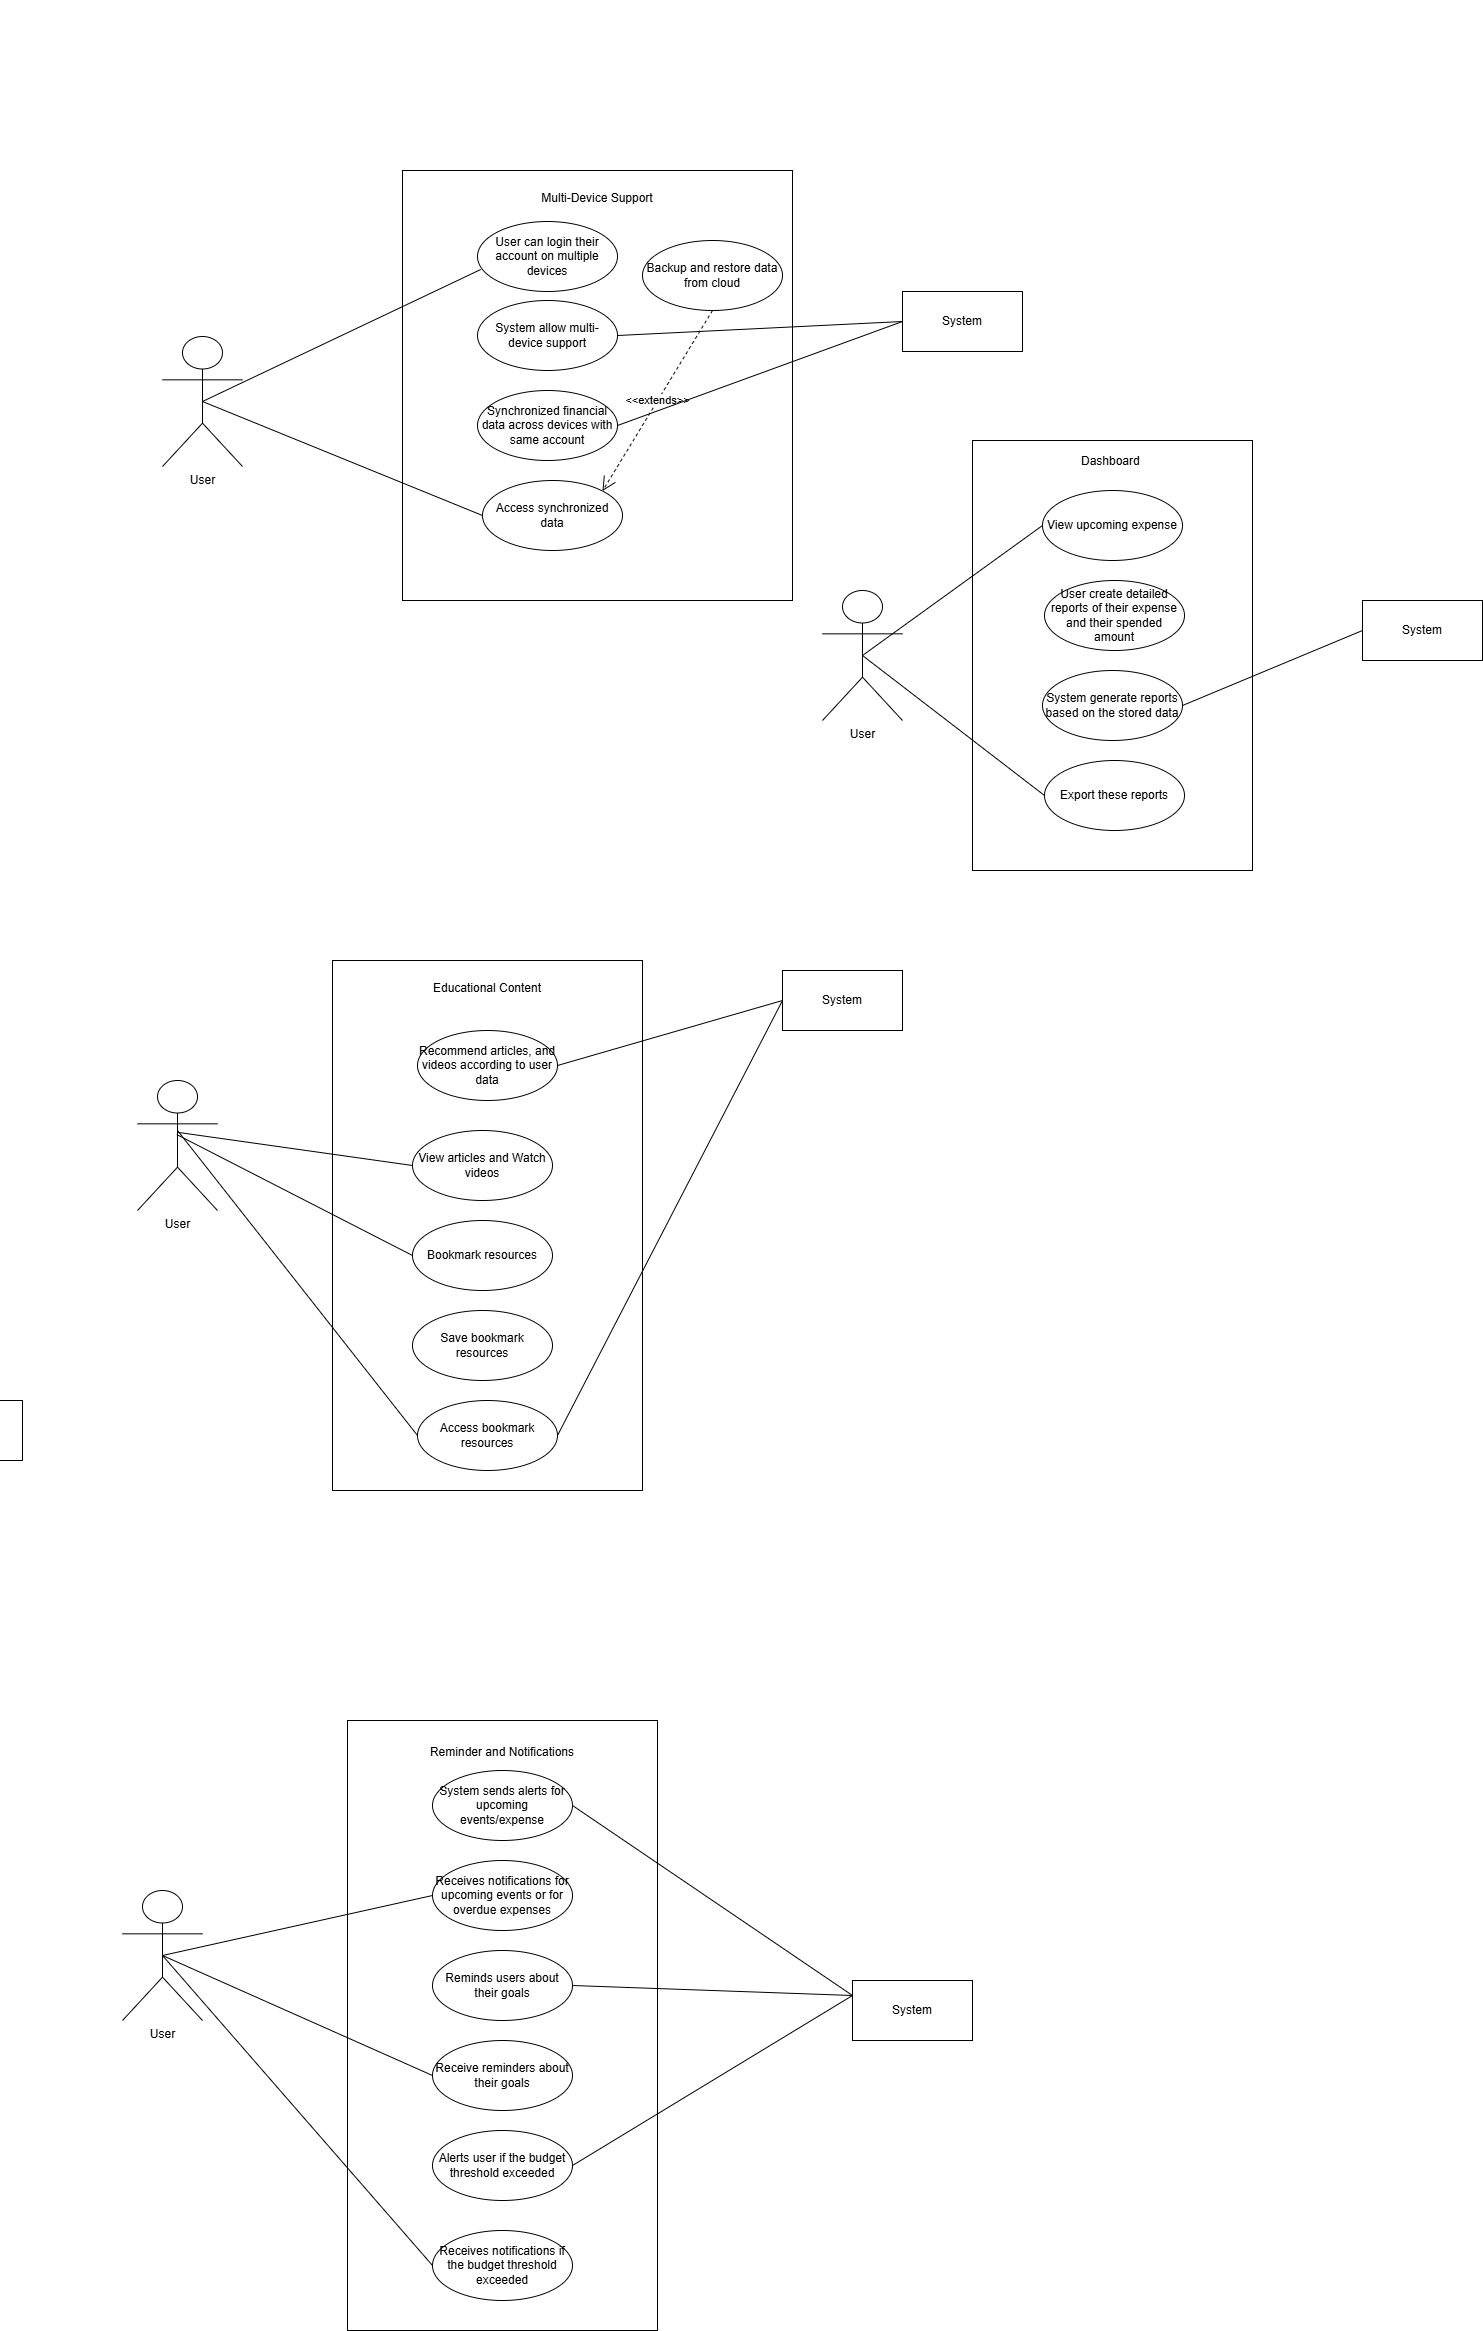 Multi-Device Support
User can login their
account on multiple
devices
Backup and restore data
from cloud
System allow multi-
device support
System
<<extends>>
Synchronized financial
data across devices with
same account
Access synchronized
data
User
Dashboard
View upcoming expense
User create detailed
reports of their expense
and their spended
amount
System
System generate reports
based on the stored data
Export these reports
User
Educational Content
System
Recommend articles, and
videos according to user
data
View articles and Watch
videos
User
Bookmark resources
Save bookmark
resources
Access bookmark
resources
Reminder and Notifications
System sends alerts for
upcoming
events/expense
Receives notifications for
upcoming events or for
overdue expenses
Reminds users about
their goals
System
User
Receive reminders about
their goals
Alerts user if the budget
threshold exceeded
Receives notifications if
the budget threshold
exceeded